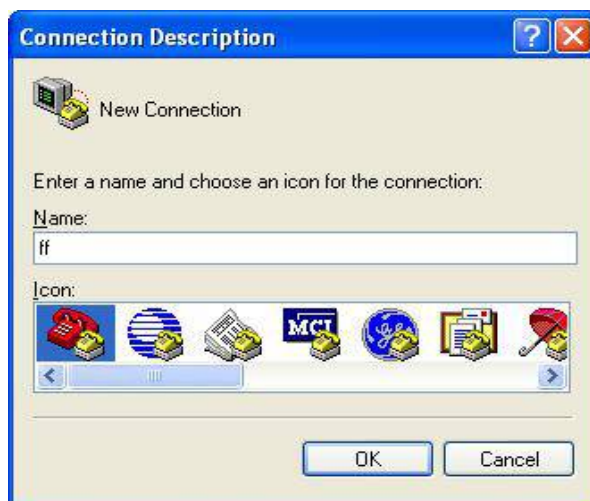 Connection Description
New Connection
Enter a name and choose an icon for the connection:
Name:
ff
Icon:
MCI
OK Cancel